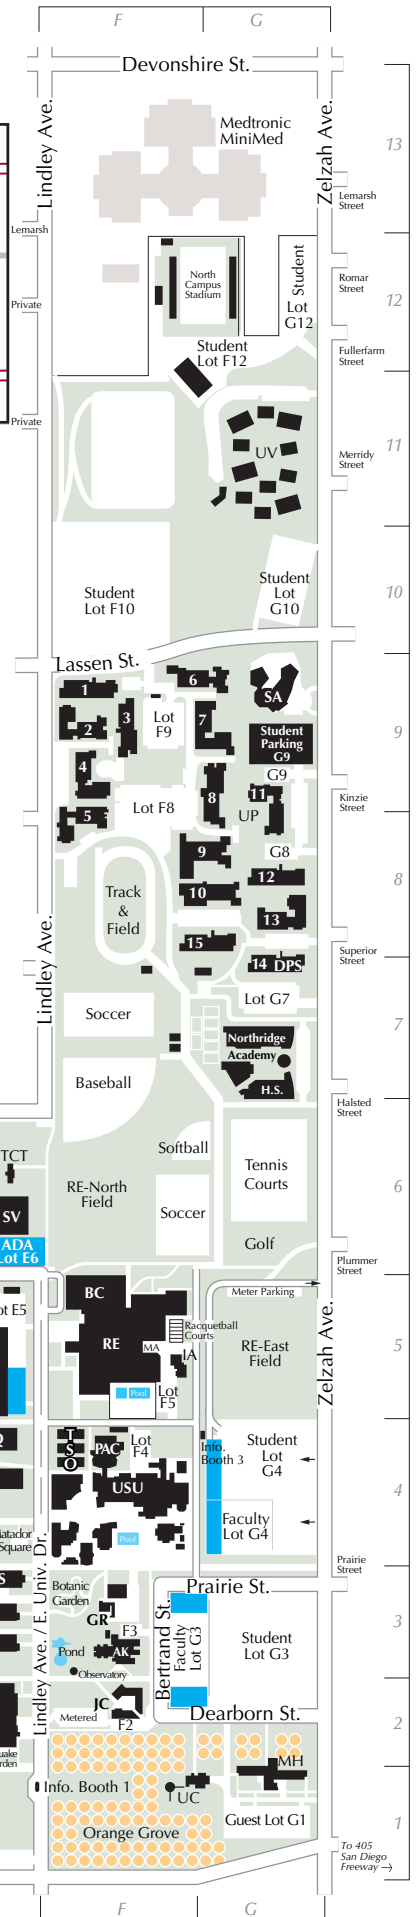 F
G
Devonshire St.
Lindley Ave.
Zelzah Ave.
Medtronic
MiniMed
13
Lemarsh
Street
Lemarsh
North
Campus
Stadium
Student
Lot
G12
Romar
Street
12
Private
Student
Lot F12
Fullerfarm
Street
Private
UV
Merridy
Street
11
Student
Lot F10
Student
Lot
G10
10
Lassen St.
1
2
3
4
5
6
7
8
Lot
F9
SA
Student
Parking
G9
9
G9
11
Kinzie
Street
Lot F8
UP
9
G8
12
10
8
Track
&
Field
13
15
Superior
Street
14 DPS
Lindley Ave.
Lot G7
Soccer
7
Northridge
Academy
H.S.
Baseball
Halsted
Street
Softball
TCT
Tennis
Courts
6
RE-North
Field
SV
Soccer
ADA
Lot E6
Golf
Plummer
Street
BC
Meter Parking
ot E5
Racquetball
Courts
RE
MA
IA
RE-East
Field
5
Zelzah Ave.
Pool
Lot
F5
T
S
O
PAC
Lot
F4
Info.
Booth 3
Student
Lot
G4
Q
USU
4
Faculty
Lot G4
Matador
Square
Pool
Prairie
Street
Lindley Ave. / E. Univ. Dr.
S
Botanic
Garden
Prairie St.
Bertrand St.
Faculty
Lot G3
GR
F3
3
Student
Lot G3
Pond
AK
Observatory
JC
Metered
F2
Dearborn St.
2
uake
rden
MH
Info. Booth 1
UC
Guest Lot G1
1
Orange Grove
To 405
San Diego
Freeway →
F
G